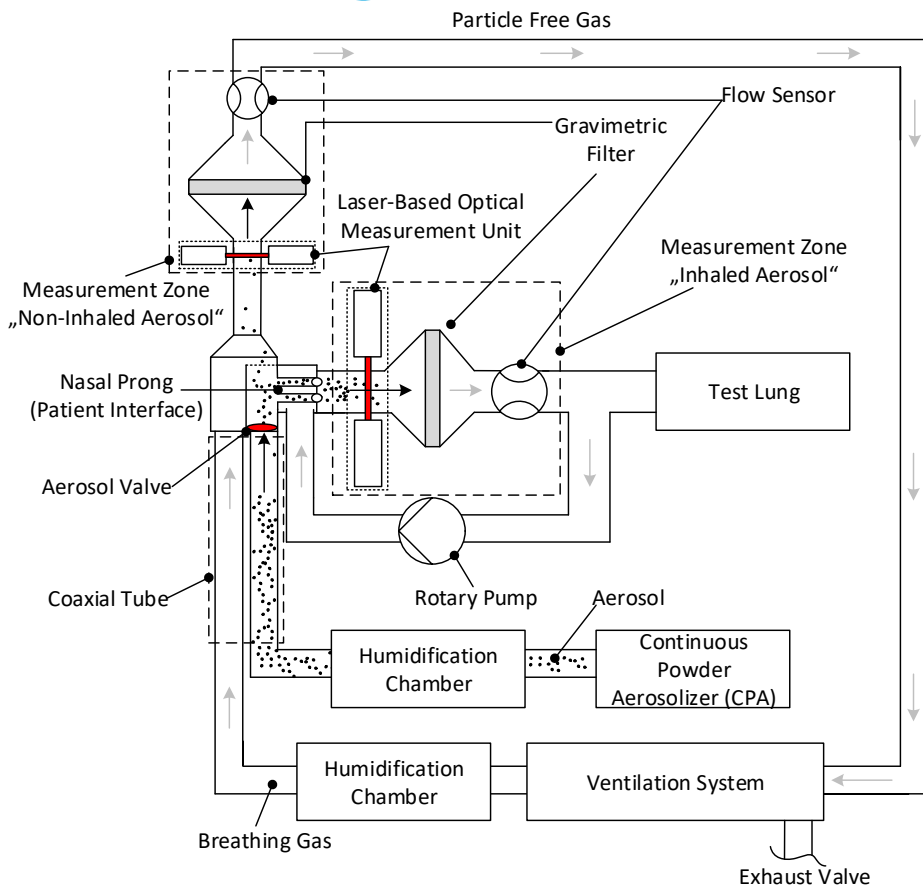 Particle Free Gas
Flow Sensor
Gravimetric
Filter
Laser-Based Optical
Measurement Unit
Measurement Zone
„Inhaled Aerosol“
Measurement Zone
„Non-Inhaled Aerosol“
Nasal Prong
(Patient Interface)
Test Lung
Aerosol Valve
Coaxial Tube
Rotary Pump
Aerosol
Humidification
Chamber
Continuous
Powder
Aerosolizer (CPA)
Humidification
Chamber
Ventilation System
Breathing Gas
Exhaust Valve